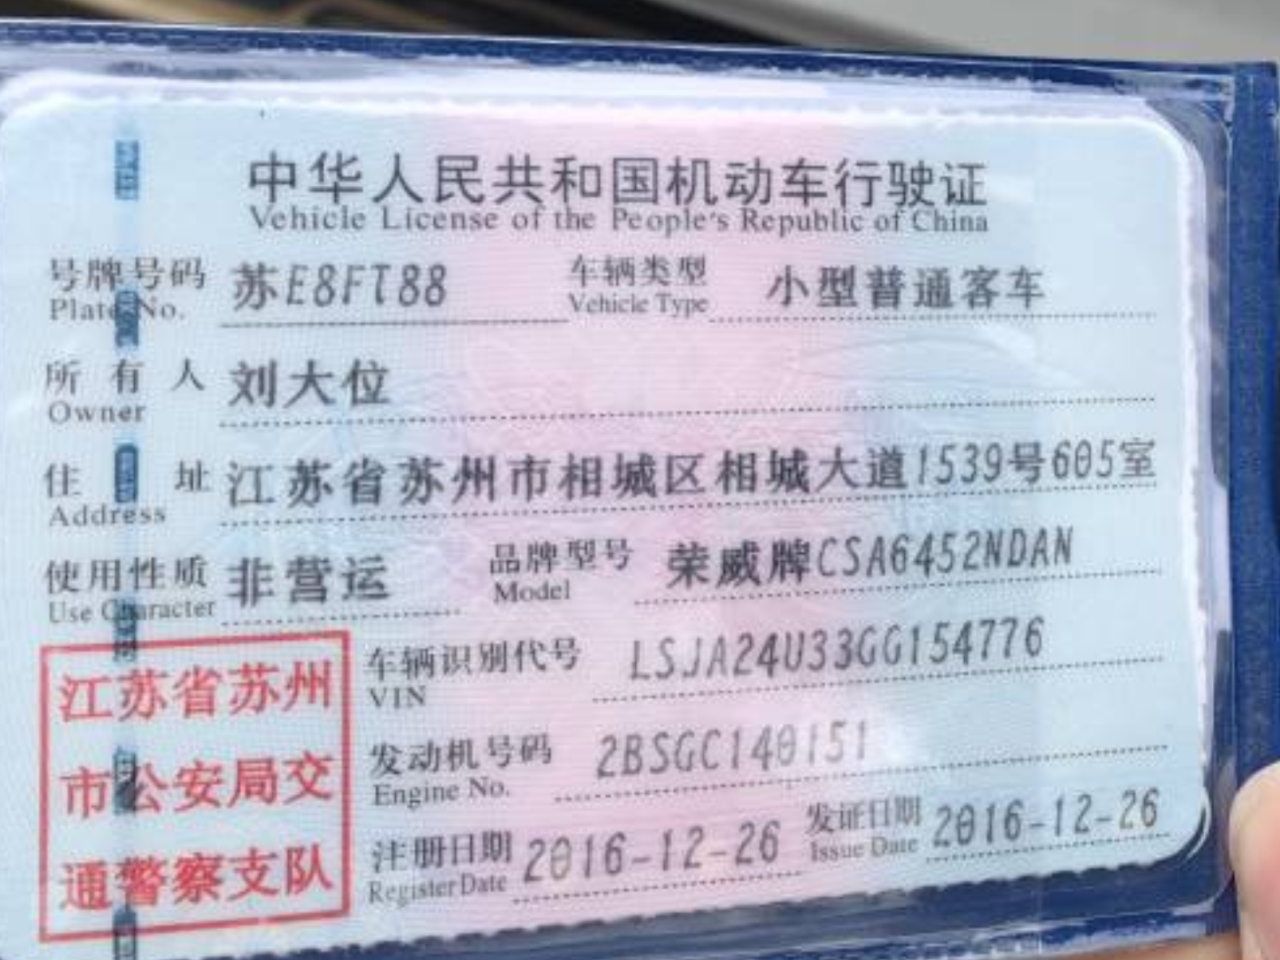 中华人民共和国机动车行驶证
Vehicle License of the People's Republic of China
号牌号码 苏E8FT88 车辆类型 小型普通客车
Plate No. Vehicle Type
所有人 刘大位
Owner
住址 江苏省苏州市相城区相城大道1539号605室
Address
使用性质 非营运 品牌型号 荣威牌CSA6452NDAN
Use Character Model
江苏省苏州
市公安局交
通警察支队
车辆识别代号 LSJA24U33GG154776
VIN
发动机号码 2BSGC140151
Engine No.
注册日期 2016-12-26 发证日期 2016-12-26
Register Date Issue Date